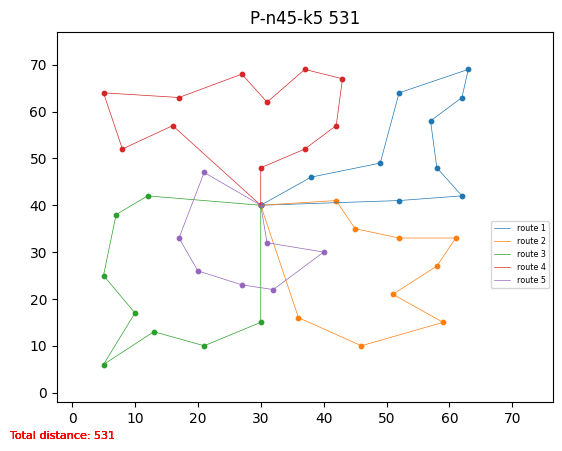 P-n45-k5 531
70
60
50
40
30
20
10
0
route 1
route 2
route 3
route 4
route 5
0 10 20 30 40 50 60 70
Total distance: 531